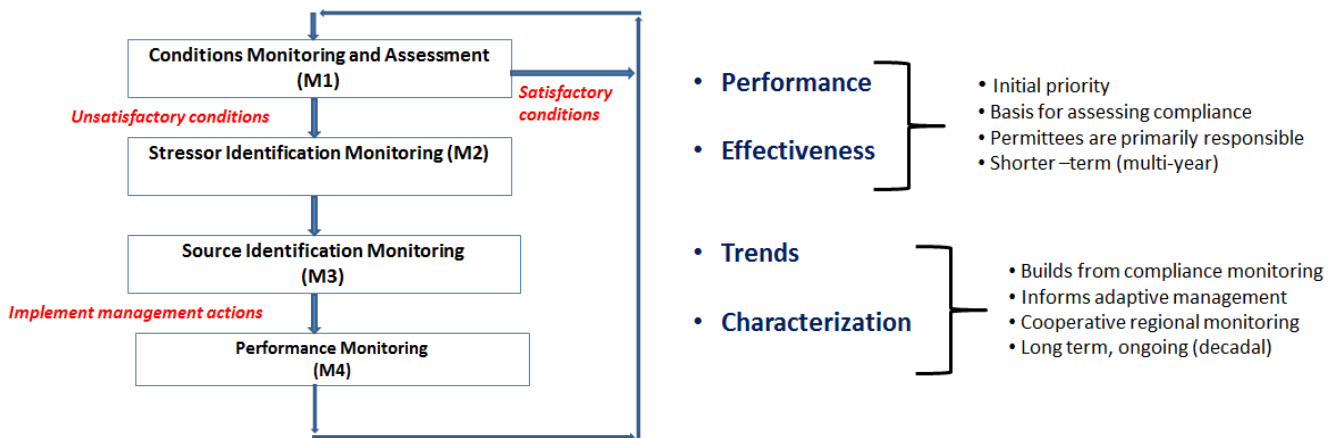 Conditions Monitoring and Assessment
(M1)
Satisfactory
conditions
Unsatisfactory conditions
Stressor Identification Monitoring (M2)
Source Identification Monitoring
(M3)
Implement management actions
Performance Monitoring
(M4)
• Performance
• Effectiveness
• Initial priority
• Basis for assessing compliance
• Permittees are primarily responsible
• Shorter –term (multi-year)
• Trends
• Characterization
• Builds from compliance monitoring
• Informs adaptive management
• Cooperative regional monitoring
• Long term, ongoing (decadal)